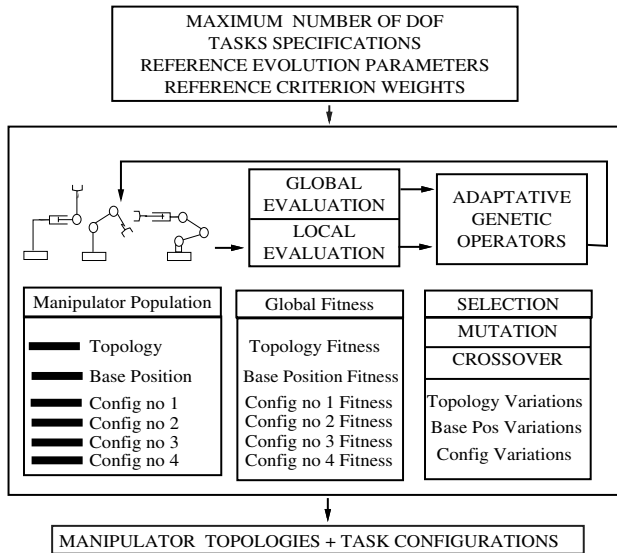 MAXIMUM NUMBER OF DOF
TASKS SPECIFICATIONS
REFERENCE EVOLUTION PARAMETERS
REFERENCE CRITERION WEIGHTS
GLOBAL
EVALUATION
LOCAL
EVALUATION
ADAPTATIVE
GENETIC
OPERATORS
Manipulator Population
Topology
Base Position
Config no 1
Config no 2
Config no 3
Config no 4
Global Fitness
Topology Fitness
Base Position Fitness
Config no 1 Fitness
Config no 2 Fitness
Config no 3 Fitness
Config no 4 Fitness
SELECTION
MUTATION
CROSSOVER
Topology Variations
Base Pos Variations
Config Variations
MANIPULATOR TOPOLOGIES + TASK CONFIGURATIONS